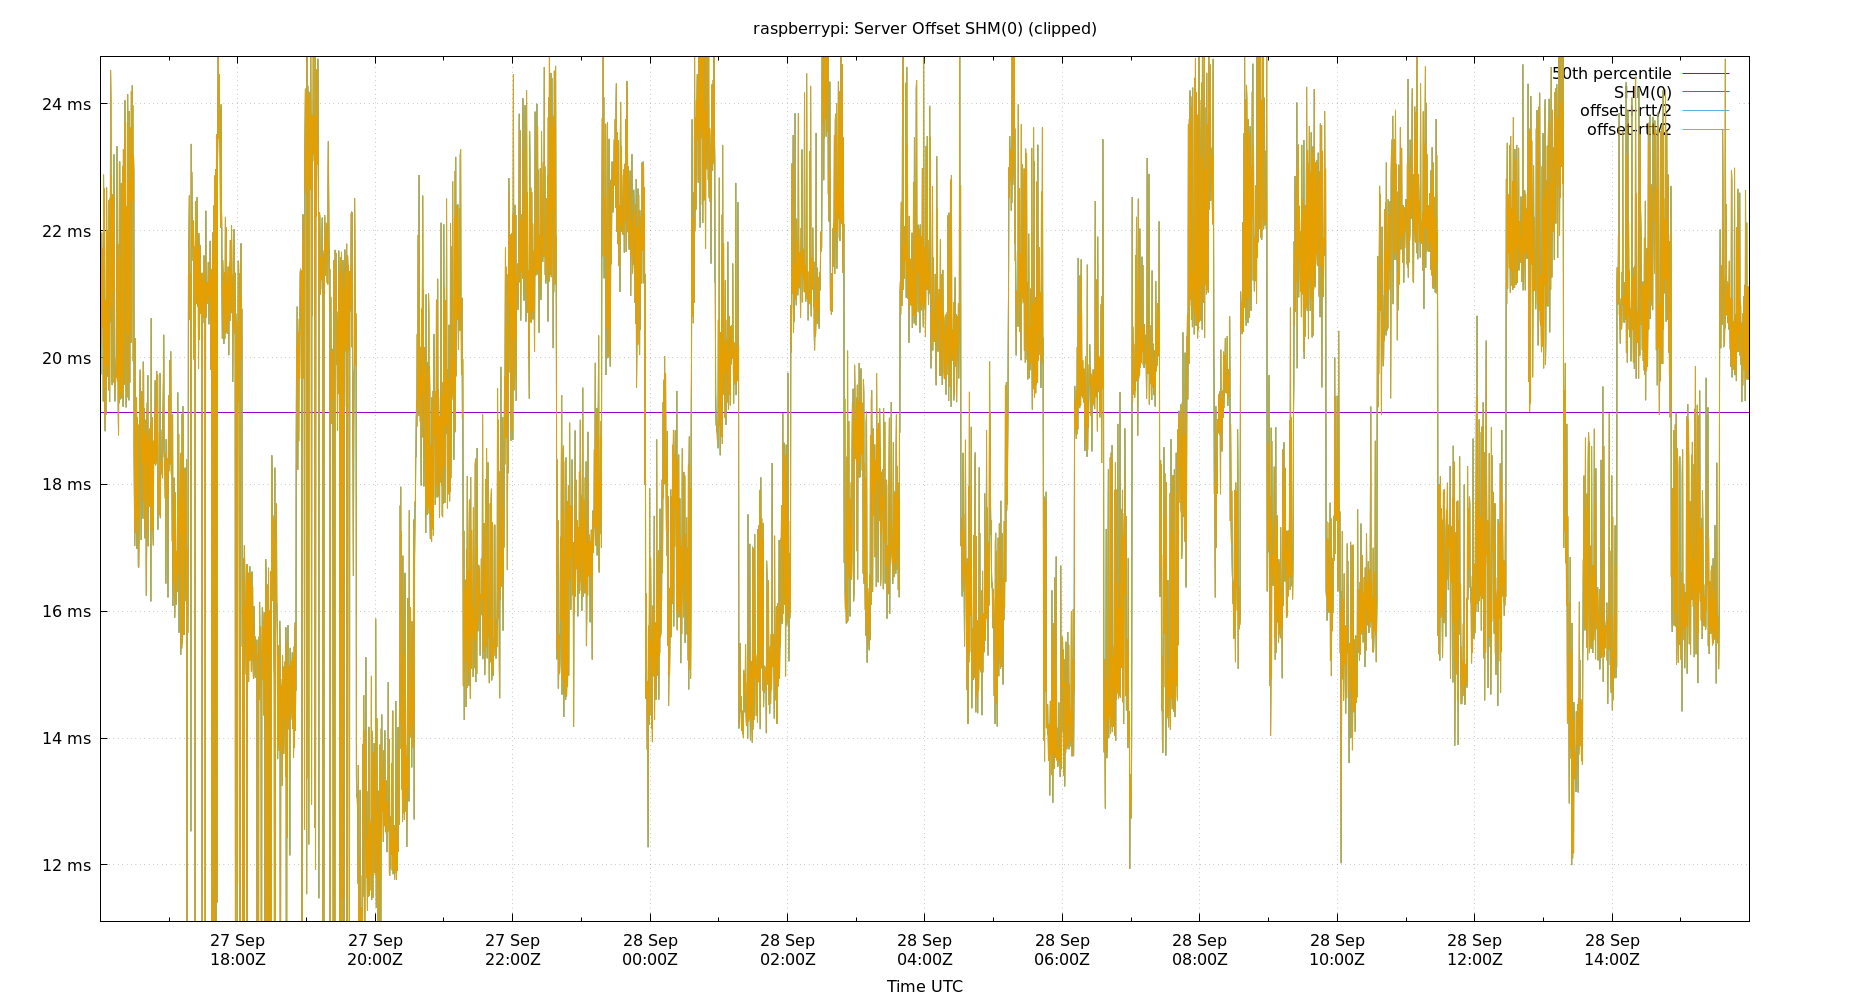 raspberrypi: Server Offset SHM(0) (clipped)
50th percentile
SHM(0)
offset+rtt/2
offset-rtt/2
24 ms
22 ms
20 ms
18 ms
16 ms
14 ms
12 ms
27 Sep 27 Sep 27 Sep 28 Sep 28 Sep 28 Sep 28 Sep 28 Sep 28 Sep 28 Sep 28 Sep
18:00Z 20:00Z 22:00Z 00:00Z 02:00Z 04:00Z 06:00Z 08:00Z 10:00Z 12:00Z 14:00Z
Time UTC